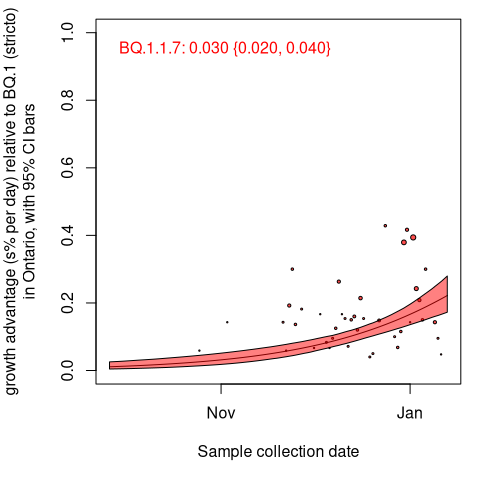 growth advantage (s% per day) relative to BQ.1 (stricto)
in Ontario, with 95% CI bars
BQ.1.1.7: 0.030 {0.020, 0.040}
1.0
0.8
0.6
0.4
0.2
0.0
Nov Jan
Sample collection date